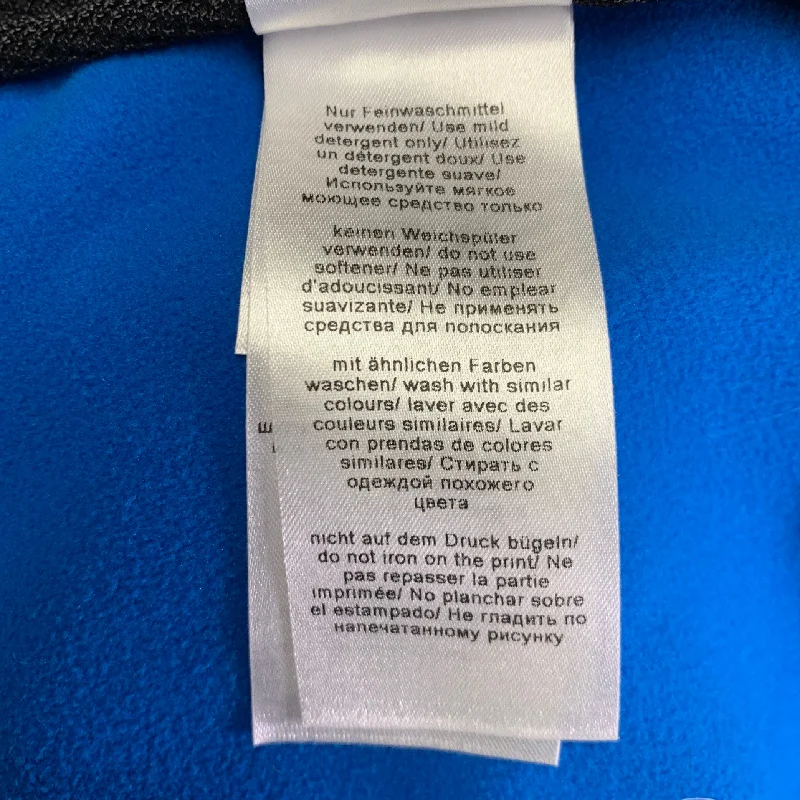 Nur Feinwaschmittel
verwenden/ Use mild
detergent only/ Utilisez
un détergent doux/ Use
detergente suave/
Используйте мягкое
моющее средство только
keinen Weichspüler
verwenden/ do not use
softener/ Ne pas utiliser
d'adoucissant/ No emplear
suavizante/ Не применять
средства для полоскания
mit ähnlichen Farben
waschen/ wash with similar
colours/ laver avec des
couleurs similaires/ Lavar
con prendas de colores
similares/ Стирать с
одеждой похожего
цвета
nicht auf dem Druck bügeln/
do not iron on the print/ Ne
pas repasser la partie
imprimée/ No planchar sobre
el estampado/ Не гладить по
напечатанному рисунку